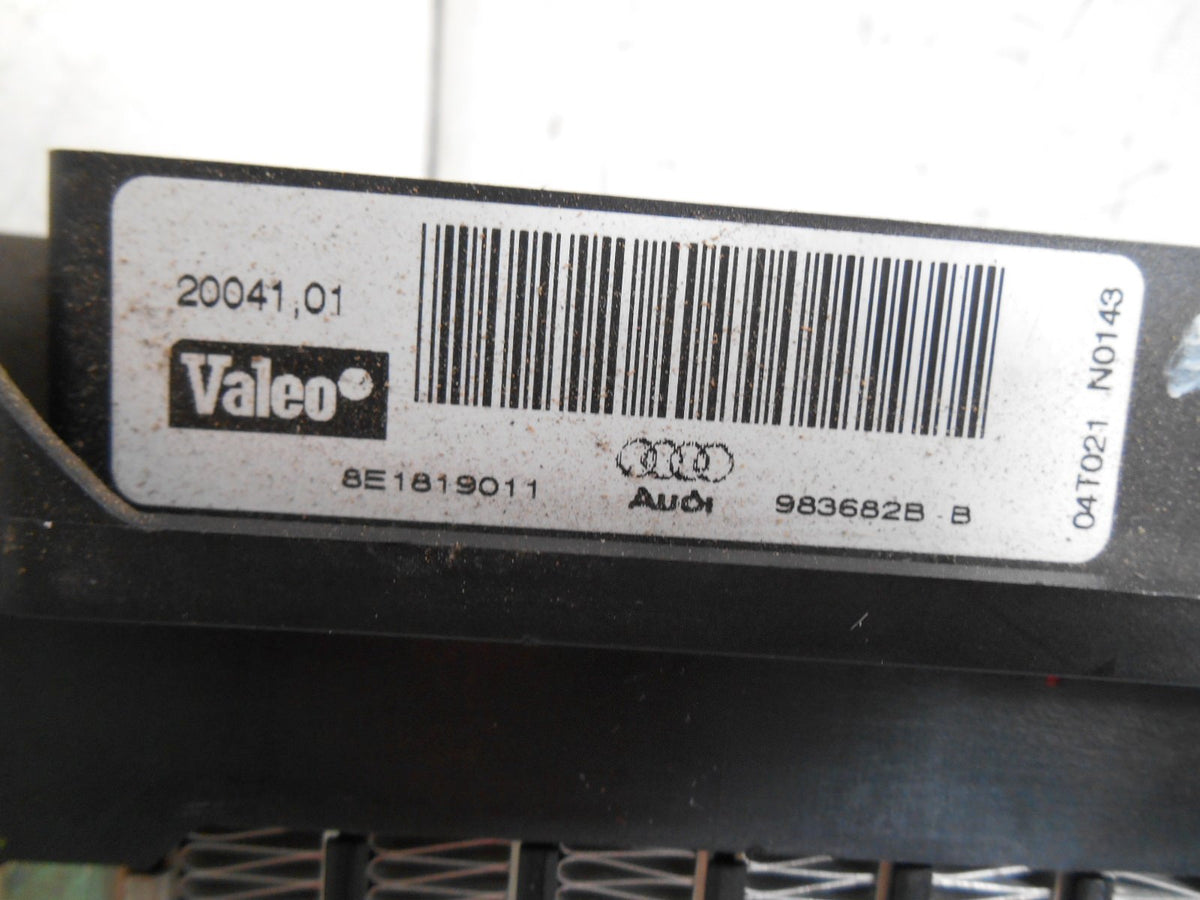 20041,01
Valeo
8E1819011
Audi
983682B B
04T021 N0143